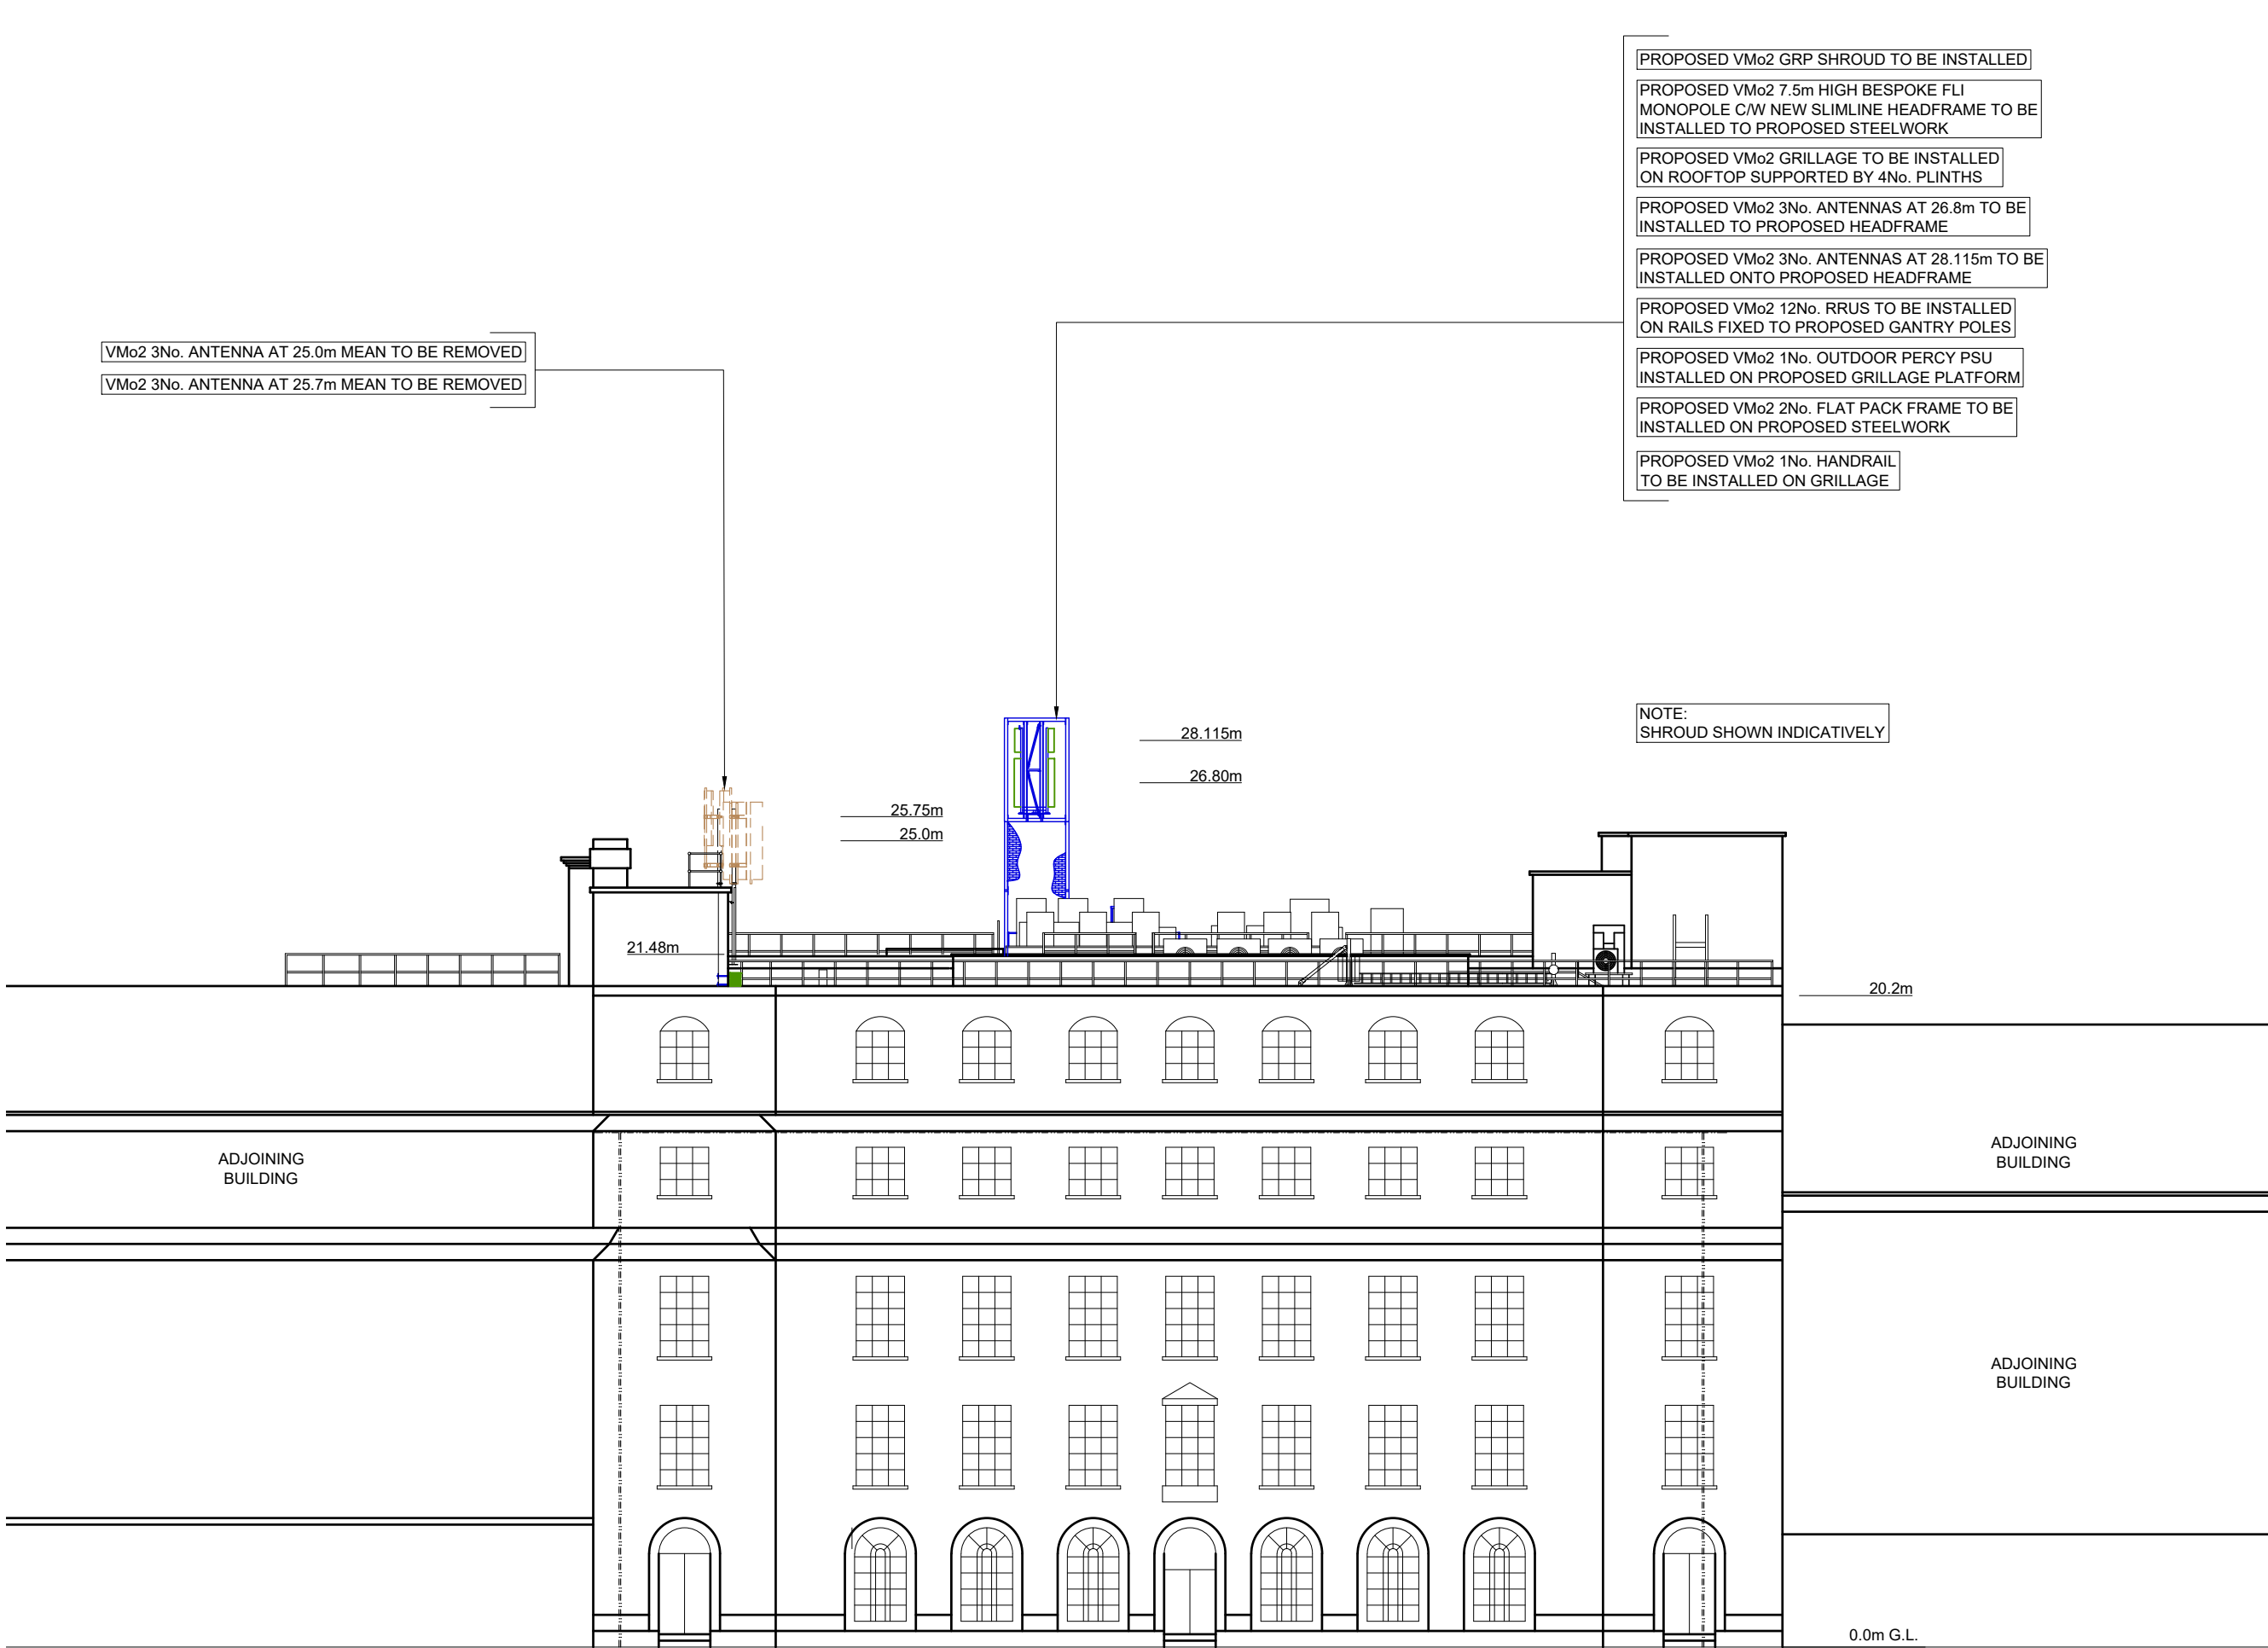 PROPOSED VMo2 GRP SHROUD TO BE INSTALLED
PROPOSED VMo2 7.5m HIGH BESPOKE FLI
MONOPOLE C/W NEW SLIMLINE HEADFRAME TO BE
INSTALLED TO PROPOSED STEELWORK
PROPOSED VMo2 GRILLAGE TO BE INSTALLED
ON ROOFTOP SUPPORTED BY 4No. PLINTHS
PROPOSED VMo2 3No. ANTENNAS AT 26.8m TO BE
INSTALLED TO PROPOSED HEADFRAME
PROPOSED VMo2 3No. ANTENNAS AT 28.115m TO BE
INSTALLED ONTO PROPOSED HEADFRAME
PROPOSED VMo2 12No. RRUS TO BE INSTALLED
ON RAILS FIXED TO PROPOSED GANTRY POLES
PROPOSED VMo2 1No. OUTDOOR PERCY PSU
INSTALLED ON PROPOSED GRILLAGE PLATFORM
PROPOSED VMo2 2No. FLAT PACK FRAME TO BE
INSTALLED ON PROPOSED STEELWORK
PROPOSED VMo2 1No. HANDRAIL
TO BE INSTALLED ON GRILLAGE
VMo2 3No. ANTENNA AT 25.0m MEAN TO BE REMOVED
VMo2 3No. ANTENNA AT 25.7m MEAN TO BE REMOVED
NOTE:
SHROUD SHOWN INDICATIVELY
28.115m
26.80m
25.75m
25.0m
21.48m
20.2m
ADJOINING
BUILDING
ADJOINING
BUILDING
ADJOINING
BUILDING
0.0m G.L.